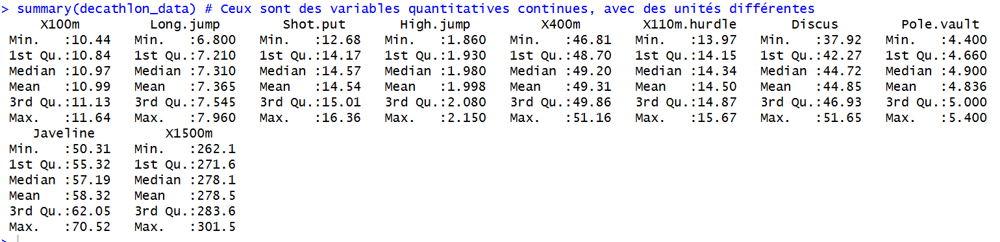 > summary(decathlon_data) # Ceux sont des variables quantitatives continues, avec des unités différentes
X100m Long.jump Shot.put High.jump X400m X110m.hurdle Discus Pole.vault
Min. :10.44 Min. :6.800 Min. :12.68 Min. :1.860 Min. :46.81 Min. :13.97 Min. :37.92 Min. :4.400
1st Qu.:10.84 1st Qu.:7.210 1st Qu.:14.17 1st Qu.:1.930 1st Qu.:48.70 1st Qu.:14.15 1st Qu.:42.27 1st Qu.:4.660
Median :10.97 Median :7.310 Median :14.57 Median :1.980 Median :49.20 Median :14.34 Median :44.72 Median :4.900
Mean :10.99 Mean :7.365 Mean :14.54 Mean :1.998 Mean :49.31 Mean :14.50 Mean :44.85 Mean :4.836
3rd Qu.:11.13 3rd Qu.:7.545 3rd Qu.:15.01 3rd Qu.:2.080 3rd Qu.:49.86 3rd Qu.:14.87 3rd Qu.:46.93 3rd Qu.:5.000
Max. :11.64 Max. :7.960 Max. :16.36 Max. :2.150 Max. :51.16 Max. :15.67 Max. :51.65 Max. :5.400
Javeline X1500m
Min. :50.31 Min. :262.1
1st Qu.:55.32 1st Qu.:271.6
Median :57.19 Median :278.1
Mean :58.32 Mean :278.5
3rd Qu.:62.05 3rd Qu.:283.6
Max. :70.52 Max. :301.5
>